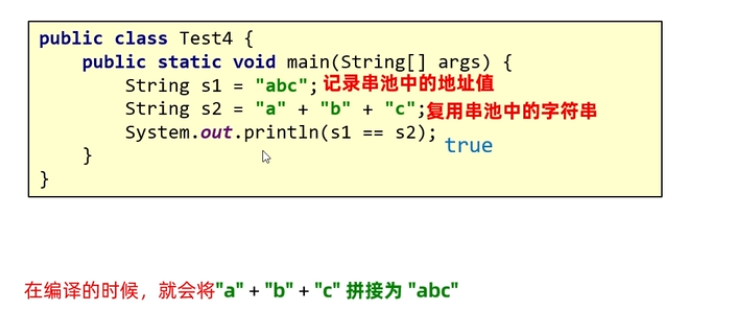 public class Test4 {
public static void main(String[] args) {
String s1 = "abc"; 记录串池中的地址值
String s2 = "a" + "b" + "c";复用串池中的字符串
System.out.println(s1 == s2); true
}
}
在编译的时候，就会将"a" + "b" + "c" 拼接为 "abc"